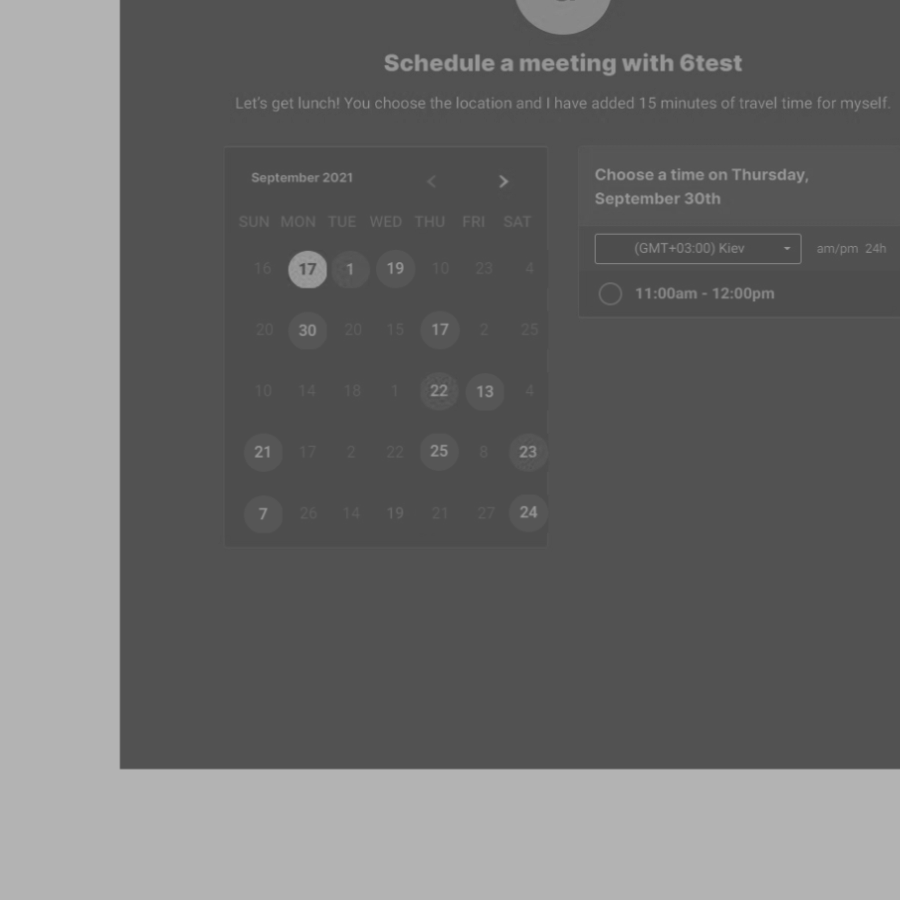 Schedule a meeting with 6test
Let's get lunch! You choose the location and I have added 15 minutes of travel time for myself.
September 2021
SUN MON TUE WED THU FRI SAT
16 17 1 19 10 23 4
20 30 20 15 17 2 25
10 14 18 1 22 13 4
21 17 2 22 25 8 23
7 26 14 19 21 27 24
Choose a time on Thursday,
September 30th
(GMT+03:00) Kiev am/pm 24h
11:00am - 12:00pm